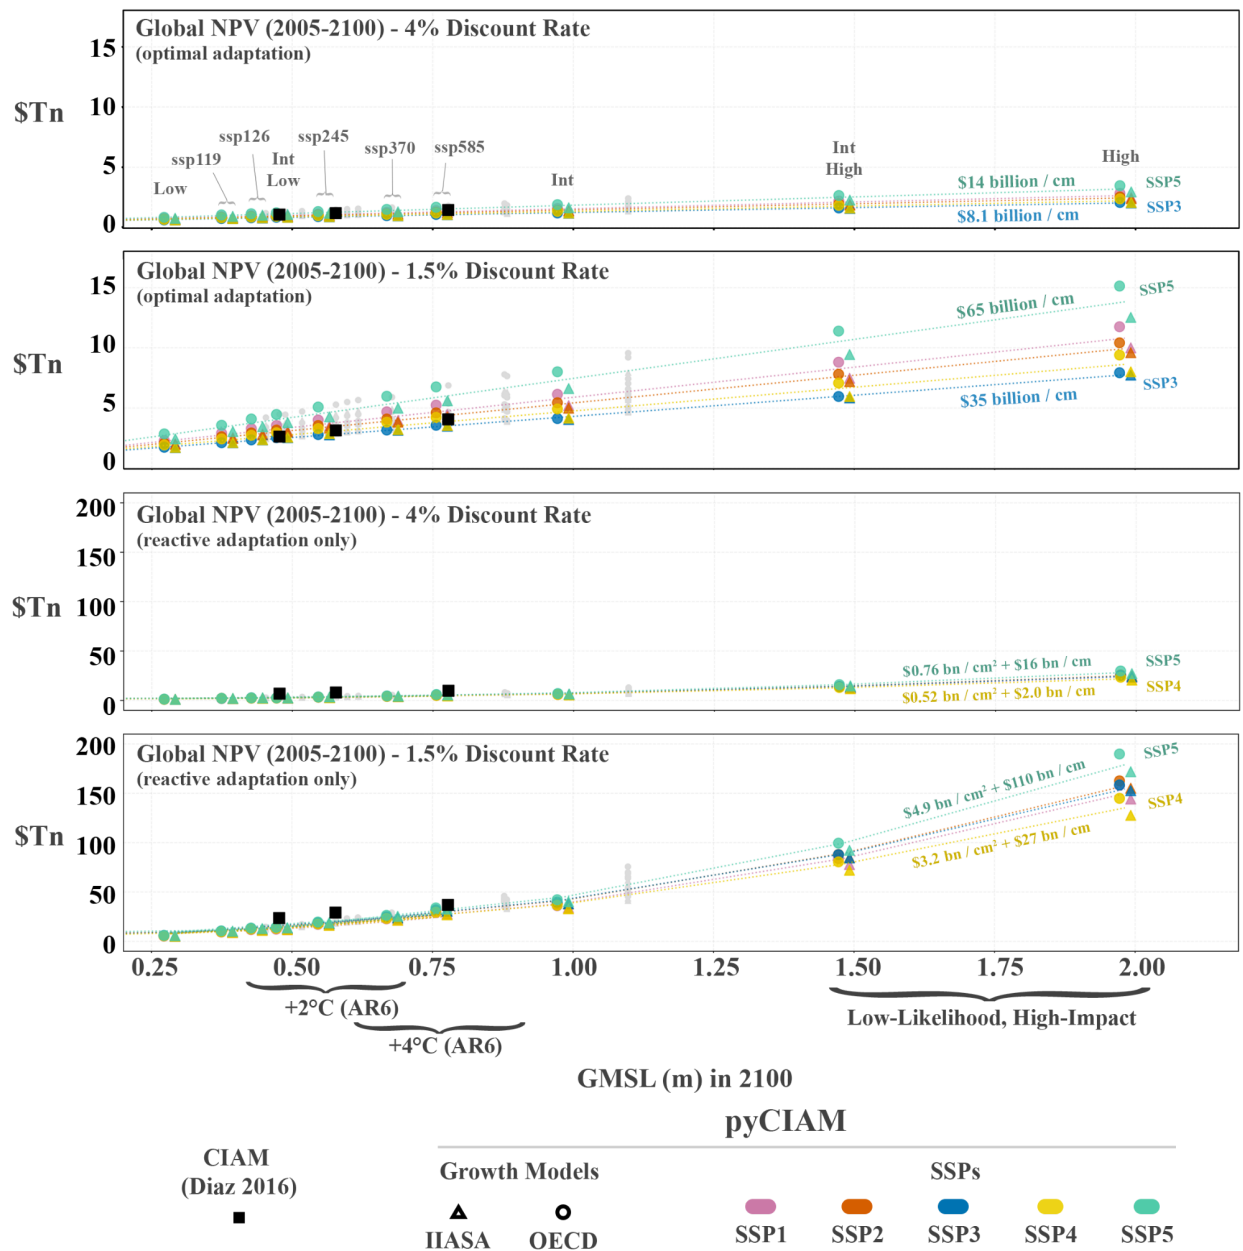 Global NPV (2005-2100) - 4% Discount Rate
(optimal adaptation)
15
10
5
0
$Tn
Low
ssp119
ssp126
Int
Low
ssp245
ssp370
ssp585
Int
Int
High
High
$14 billion / cm
$8.1 billion / cm
SSP5
SSP3
Global NPV (2005-2100) - 1.5% Discount Rate
(optimal adaptation)
15
10
5
0
$Tn
$65 billion / cm
$35 billion / cm
SSP5
SSP3
Global NPV (2005-2100) - 4% Discount Rate
(reactive adaptation only)
200
150
100
50
0
$Tn
$0.76 bn / cm² + $16 bn / cm
$0.52 bn / cm² + $2.0 bn / cm
SSP5
SSP4
Global NPV (2005-2100) - 1.5% Discount Rate
(reactive adaptation only)
200
150
100
50
0
$Tn
$4.9 bn / cm² + $110 bn / cm
$3.2 bn / cm² + $27 bn / cm
SSP5
SSP4
0.25 0.50 0.75 1.00 1.25 1.50 1.75 2.00
+2°C (AR6)
+4°C (AR6)
Low-Likelihood, High-Impact
GMSL (m) in 2100
pyCIAM
CIAM
(Diaz 2016)
Growth Models
IIASA OECD
SSPs
SSP1 SSP2 SSP3 SSP4 SSP5